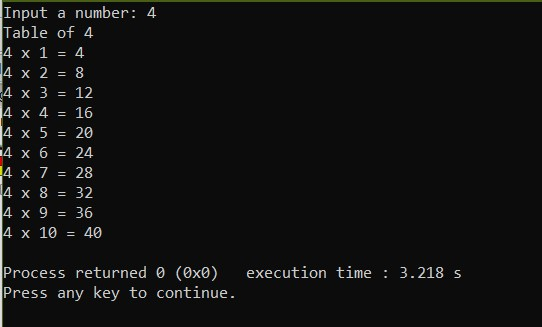 Input a number: 4
Table of 4
4 x 1 = 4
4 x 2 = 8
4 x 3 = 12
4 x 4 = 16
4 x 5 = 20
4 x 6 = 24
4 x 7 = 28
4 x 8 = 32
4 x 9 = 36
4 x 10 = 40
Process returned 0 (0x0)   execution time : 3.218 s
Press any key to continue.